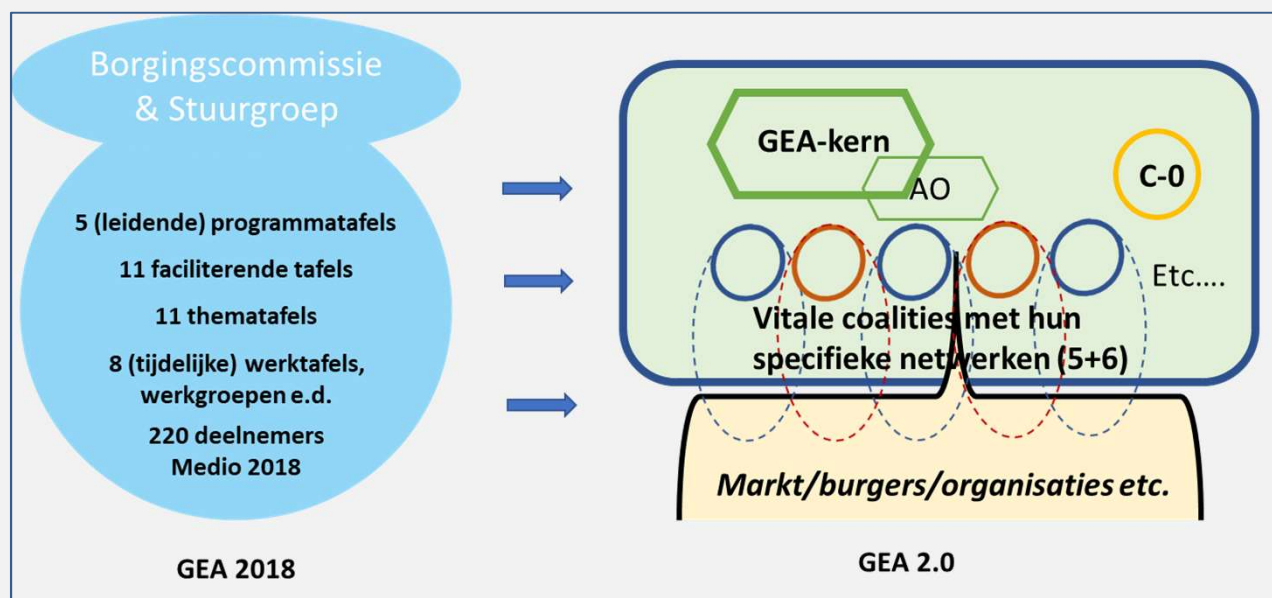 Borgingscommissie
& Stuurgroep
5 (leidende) programmatafels
11 faciliterende tafels
11 thematafels
8 (tijdelijke) werktafels,
werkgroepen e.d.
220 deelnemers
Medio 2018
GEA 2018
GEA-kern
AO
C-0
Etc....
Vitale coalities met hun
specifieke netwerken (5+6)
Markt/burgers/organisaties etc.
GEA 2.0